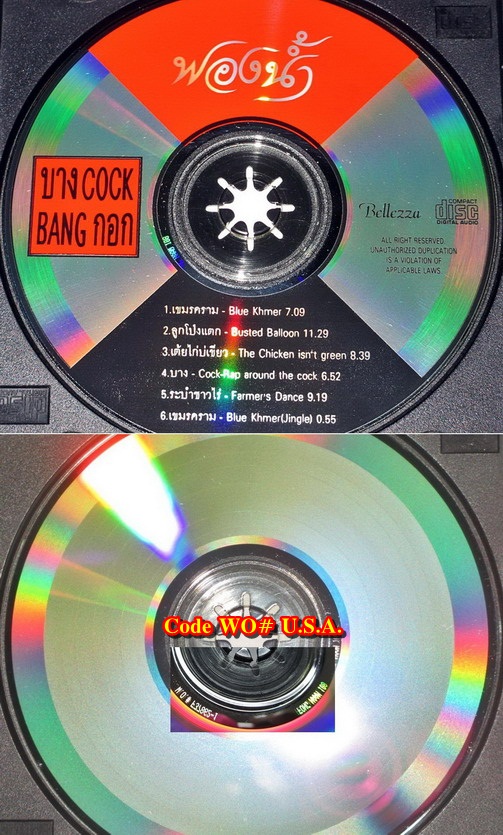 ฟองน้ำ
บาง COCK
BANG กอก
Bellezza
COMPACT
disc
DIGITAL AUDIO
ALL RIGHT RESERVED.
UNAUTHORIZED DUPLICATION
IS A VIOLATION OF
APPLICABLE LAWS
1.เขมรคราม - Blue Khmer 7.09
2.ลูกโป่งแตก - Busted Balloon 11.29
3.เต้ยไก่บ่เขียว - The Chicken isn't green 8.39
4.บาง - Cock-Rap around the cock 6.52
5.ระบำชาวไร่ - Farmer's Dance 9.19
6.เขมรคราม - Blue Khmer(Jingle) 0.55
Code WO# U.S.A.